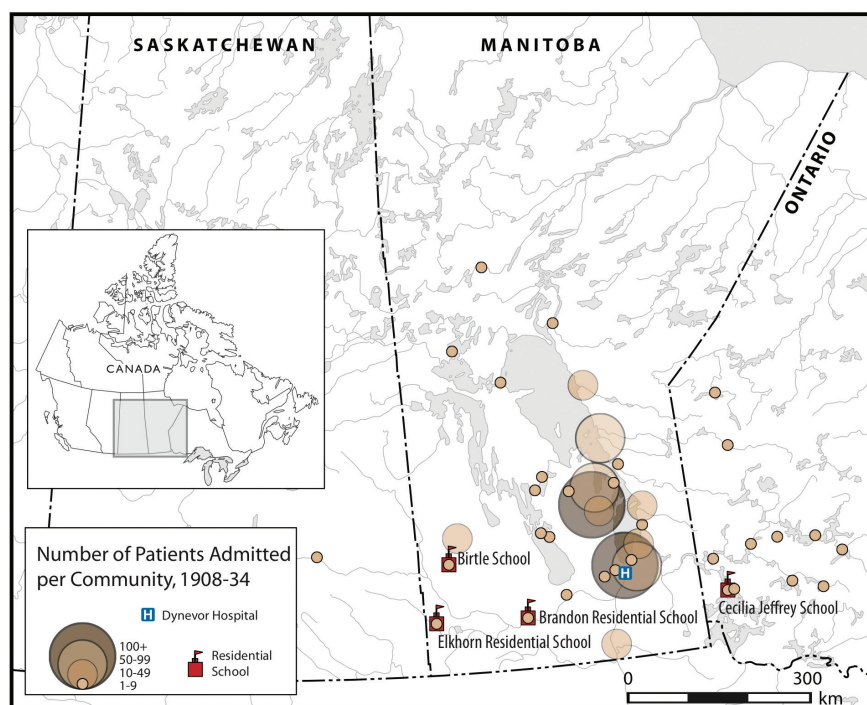 SASKATCHEWAN
MANITOBA
ONTARIO
CANADA
Number of Patients Admitted
per Community, 1908-34
H Dynevor Hospital
100+
50-99
10-49
1-9
Residential
School
Birtle School
H
Elkhorn Residential School
Brandon Residential School
Cecilia Jeffrey School
0 300
km